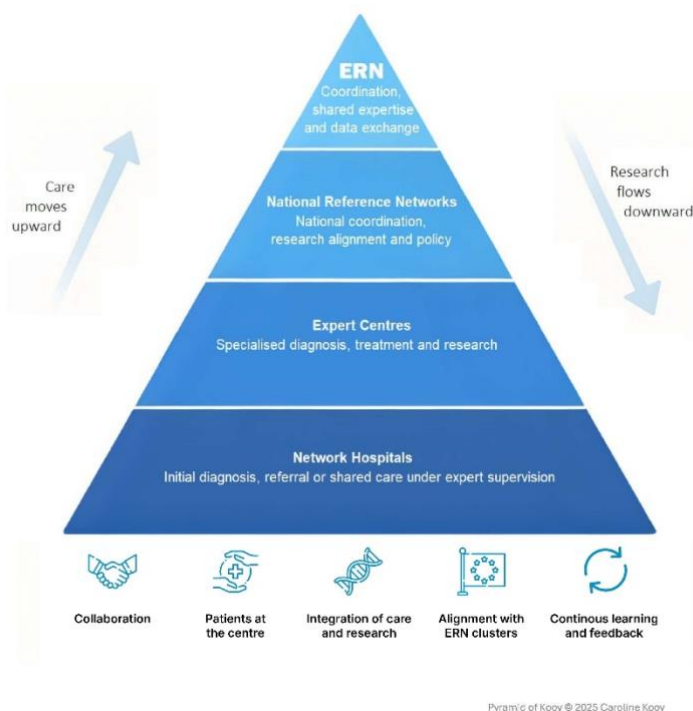 ERN
Coordination,
shared expertise
and data exchange
Care
moves
upward
Research
flows
downward
National Reference Networks
National coordination,
research alignment and policy
Expert Centres
Specialised diagnosis, treatment and research
Network Hospitals
Initial diagnosis, referral or shared care under expert supervision
Collaboration
Patients at
the centre
Integration of care
and research
Alignment with
ERN clusters
Continous learning
and feedback
Pyramid of Kooy © 2025 Caroline Kooy